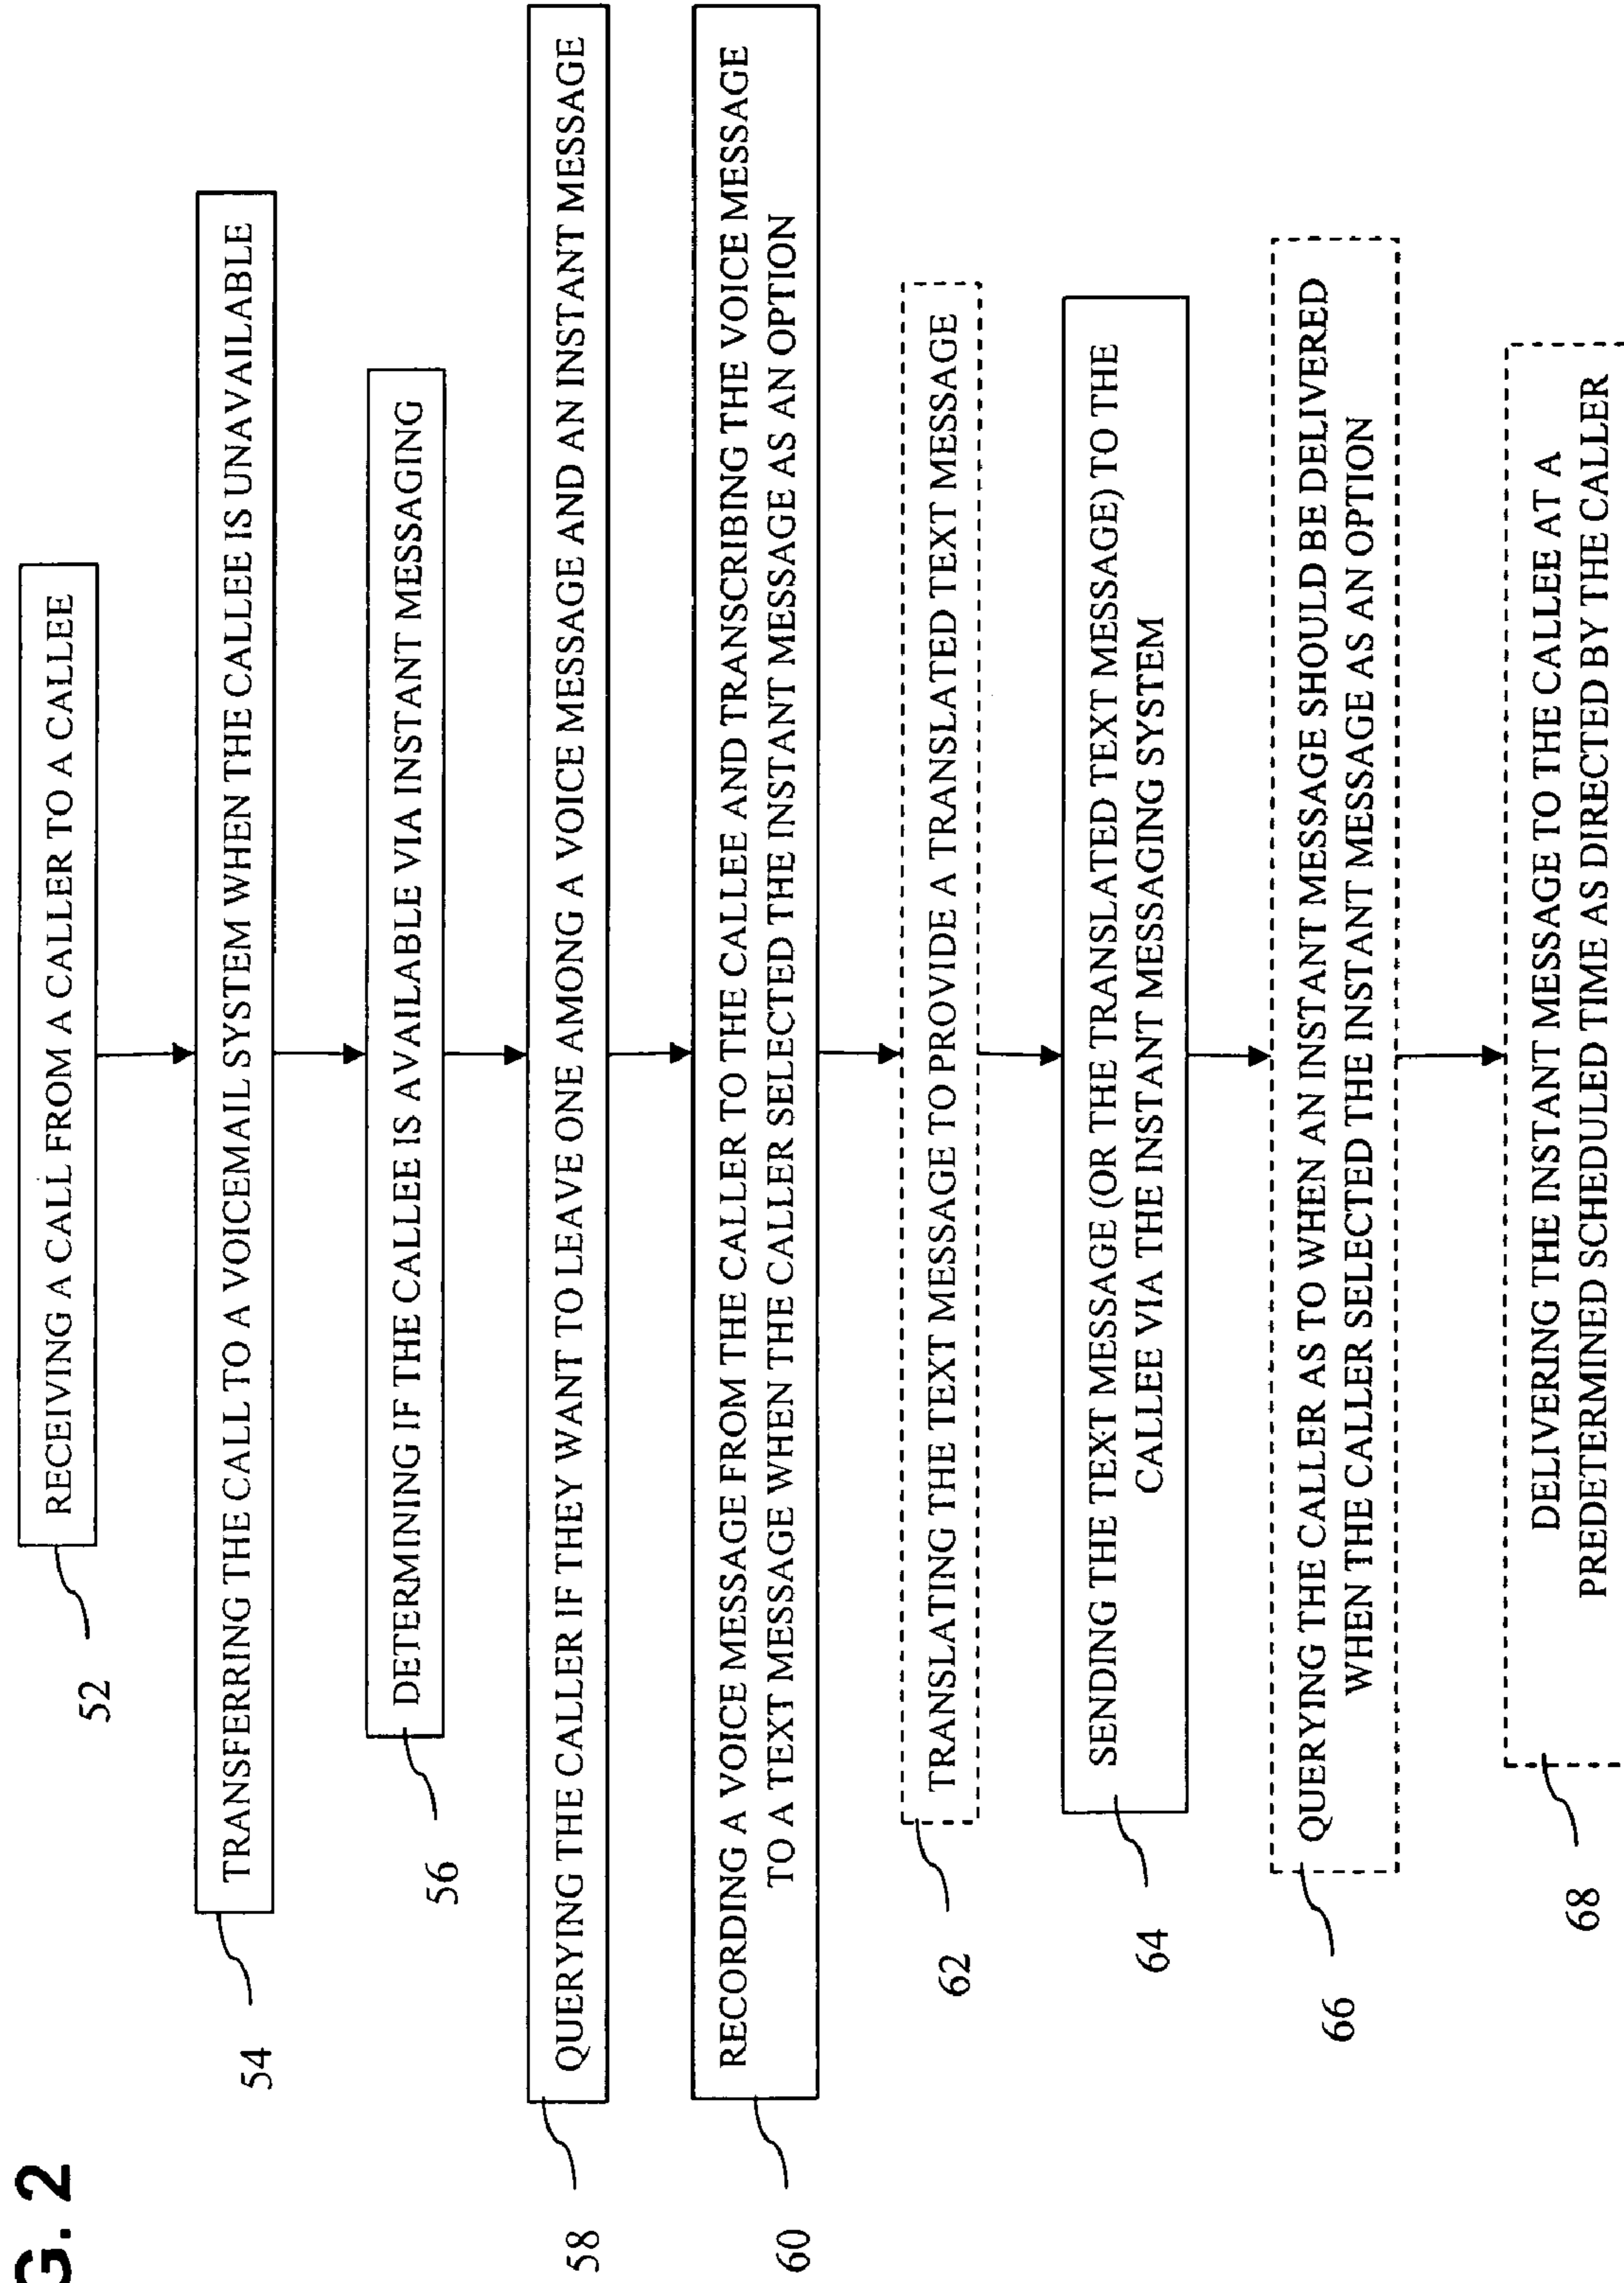 G. 2
52
RECEIVING A CALL FROM A CALLER TO A CALLEE
54
TRANSFERRING THE CALL TO A VOICEMAIL SYSTEM WHEN THE CALLEE IS UNAVAILABLE
56
DETERMINING IF THE CALLEE IS AVAILABLE VIA INSTANT MESSAGING
58
QUERYING THE CALLER IF THEY WANT TO LEAVE ONE AMONG A VOICE MESSAGE AND AN INSTANT MESSAGE
60
RECORDING A VOICE MESSAGE FROM THE CALLER TO THE CALLEE AND TRANSCRIBING THE VOICE MESSAGE
TO A TEXT MESSAGE WHEN THE CALLER SELECTED THE INSTANT MESSAGE AS AN OPTION
62
TRANSLATING THE TEXT MESSAGE TO PROVIDE A TRANSLATED TEXT MESSAGE
64
SENDING THE TEXT MESSAGE (OR THE TRANSLATED TEXT MESSAGE) TO THE
CALLEE VIA THE INSTANT MESSAGING SYSTEM
66
QUERYING THE CALLER AS TO WHEN AN INSTANT MESSAGE SHOULD BE DELIVERED
WHEN THE CALLER SELECTED THE INSTANT MESSAGE AS AN OPTION
68
DELIVERING THE INSTANT MESSAGE TO THE CALLEE AT A
PREDETERMINED SCHEDULED TIME AS DIRECTED BY THE CALLER